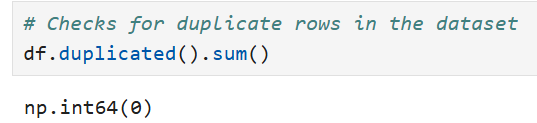 # Checks for duplicate rows in the dataset
df.duplicated().sum()
np.int64(0)